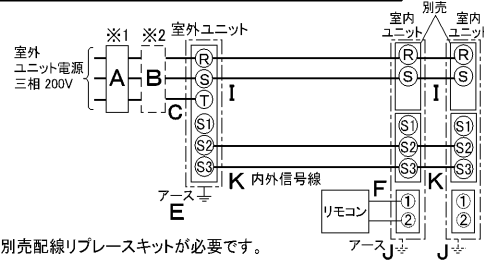 別売
※1 ※2 室外ユニット 室内ユニット 室内ユニット
室外
ユニット電源
三相 200V
A B R S T
C I I
R S R S
S1 S2 S3
S1 S2 S3 S1 S2 S3
K 内外信号線 F K
アース
E
リモコン ① ② ① ②
アース J J
別売配線リプレースキットが必要です。